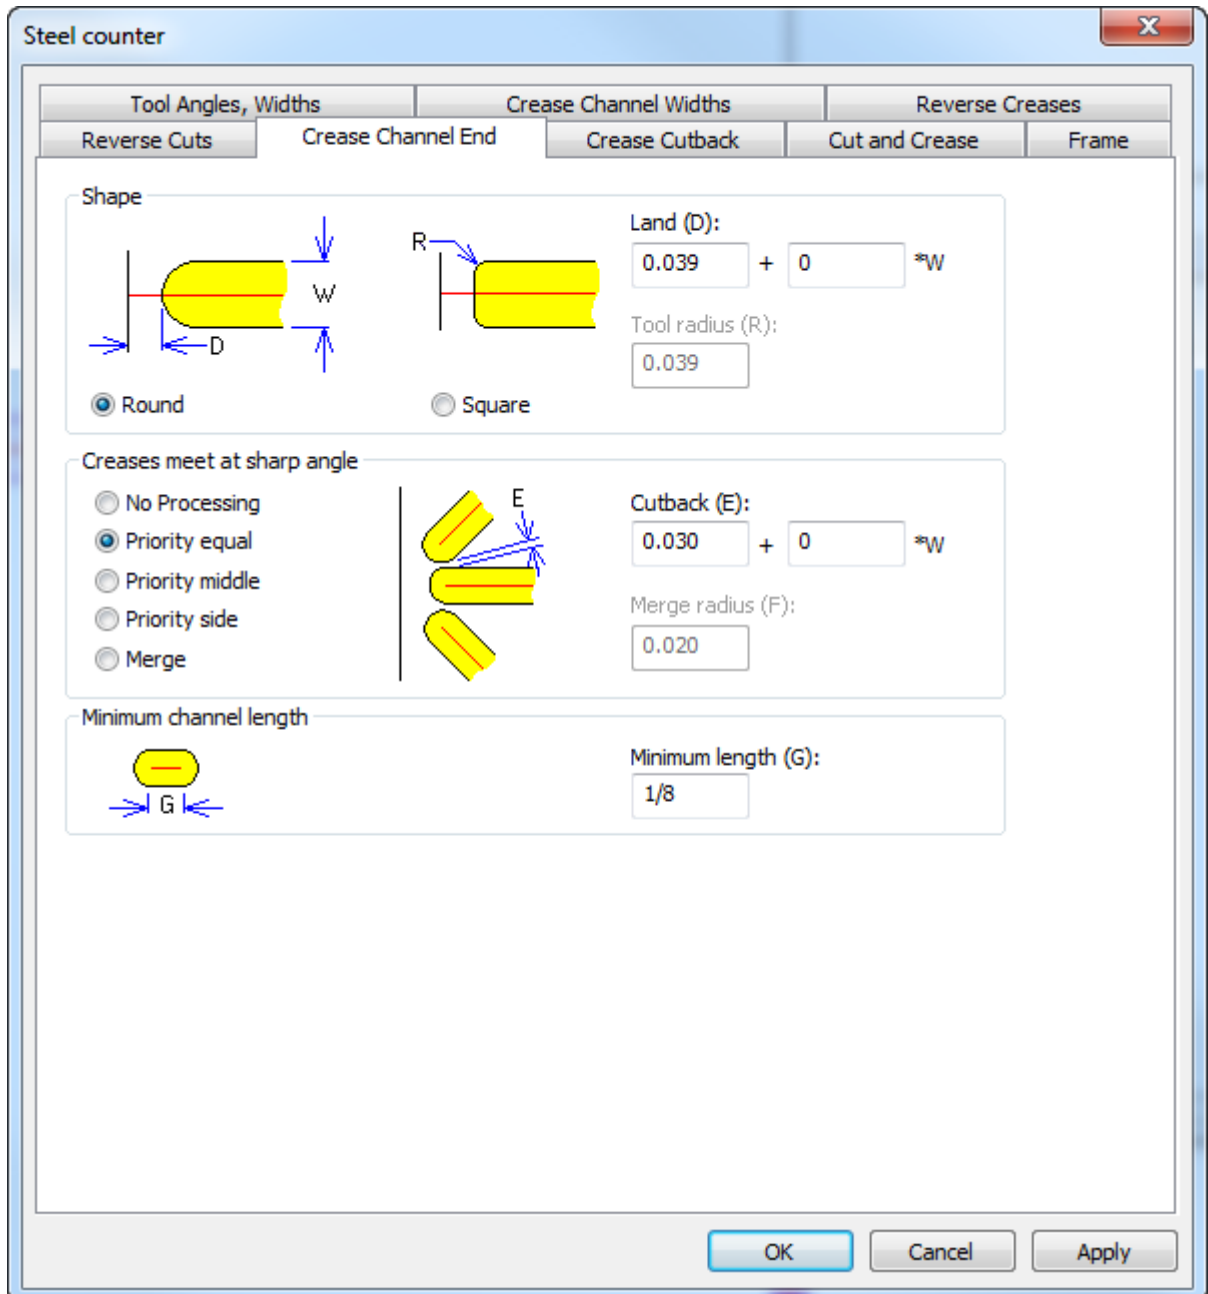 Steel counter
Tool Angles, Widths
Crease Channel Widths
Reverse Creases
Reverse Cuts
Crease Channel End
Crease Cutback
Cut and Crease
Frame
Shape
W
D
R
Land (D):
0.039 + 0 *W
Tool radius (R):
0.039
Round
Square
Creases meet at sharp angle
No Processing
Priority equal
Priority middle
Priority side
Merge
E
Cutback (E):
0.030 + 0 *W
Merge radius (F):
0.020
Minimum channel length
G
Minimum length (G):
1/8
OK
Cancel
Apply